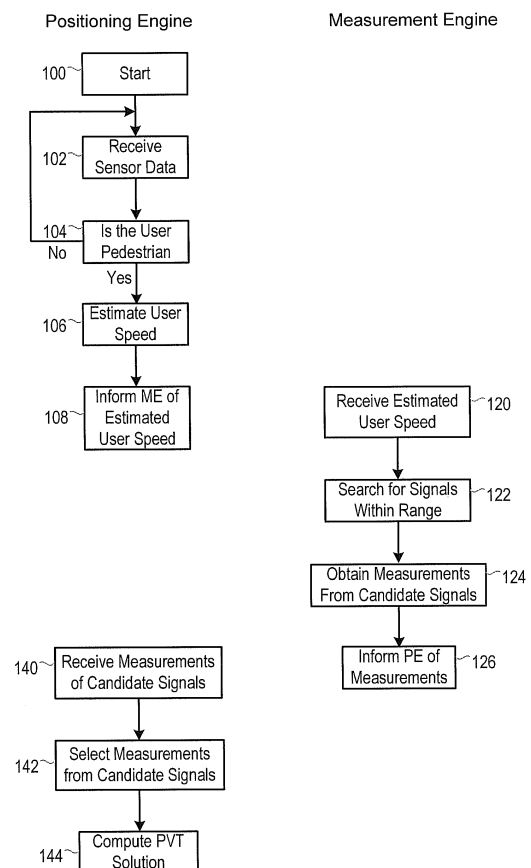 Positioning Engine
Measurement Engine
100
Start
102
Receive
Sensor Data
104
Is the User
Pedestrian
No
Yes
106
Estimate User
Speed
108
Inform ME of
Estimated
User Speed
Receive Estimated
User Speed
120
Search for Signals
Within Range
122
Obtain Measurements
From Candidate Signals
124
Inform PE of
Measurements
126
140
Receive Measurements
of Candidate Signals
142
Select Measurements
from Candidate Signals
144
Compute PVT
Solution